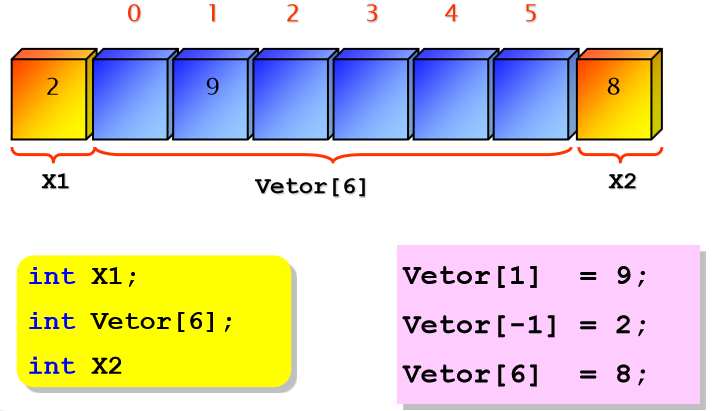 0 1 2 3 4 5
2 9 8
X1 Vetor[6] X2
int X1;
int Vetor[6];
int X2
Vetor[1] = 9;
Vetor[-1] = 2;
Vetor[6] = 8;